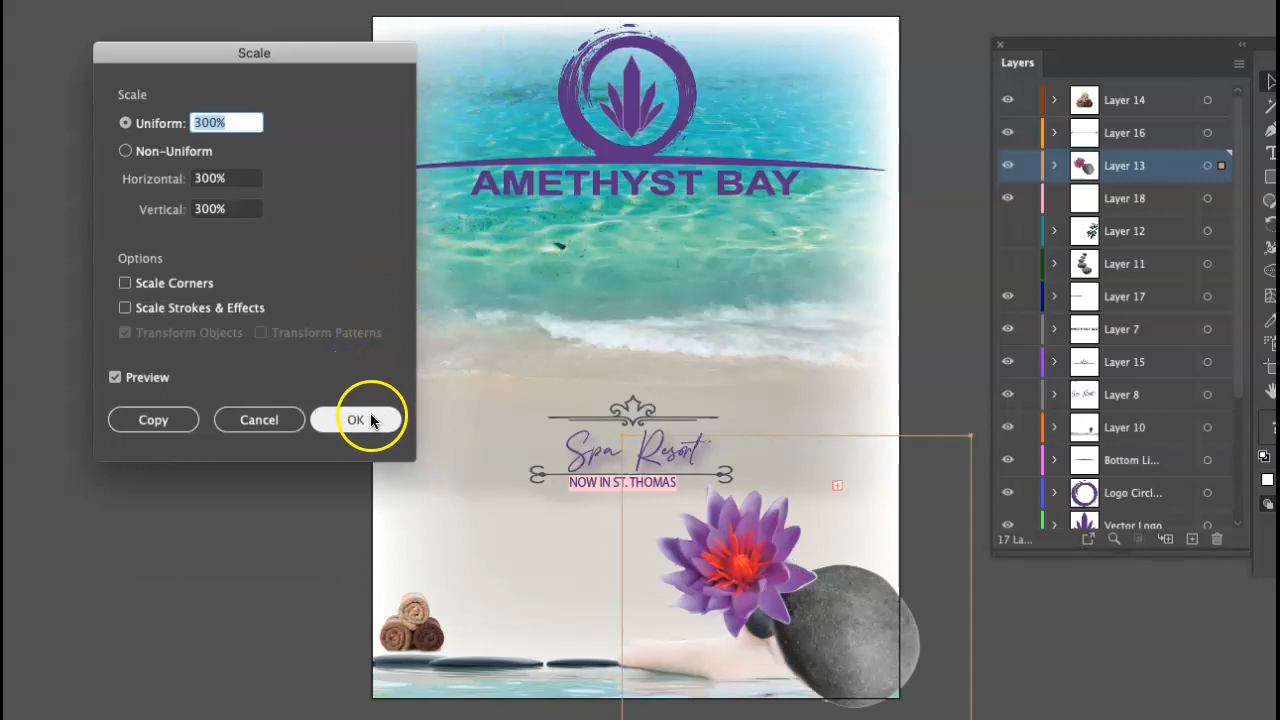 Scale
Scale
Uniform: 300%
Non-Uniform
Horizontal: 300%
Vertical: 300%
Options
Scale Corners
Scale Strokes & Effects
Transform Objects Transform Patterns
Preview
Copy Cancel OK
AMETHYST BAY
Spa Resort
NOW IN ST. THOMAS
Layers
Layer 14
Layer 16
Layer 13
Layer 18
Layer 12
Layer 11
Layer 17
Layer 7
Layer 15
Layer 8
Layer 10
Bottom Li...
Logo Circl...
Vector Logo
17 La...